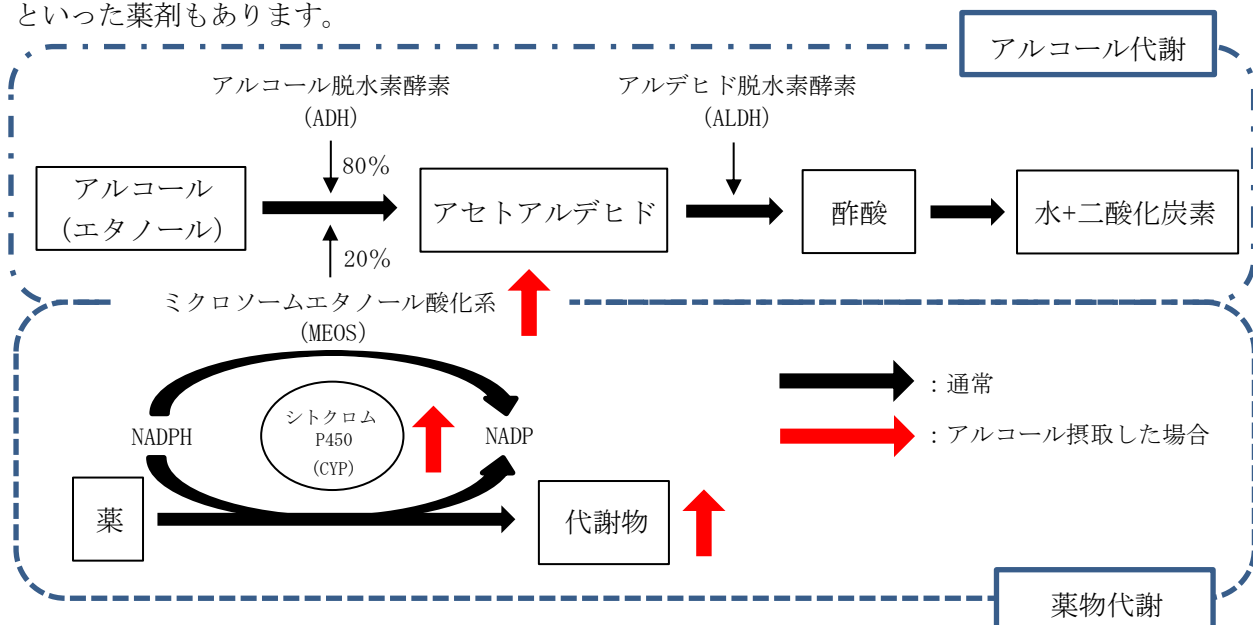 といった薬剤もあります。
アルコール代謝
アルコール脱水素酵素
(ADH)
アルデヒド脱水素酵素
(ALDH)
80%
アルコール
(エタノール)
アセトアルデヒド
酢酸
水+二酸化炭素
20%
ミクロソームエタノール酸化系
(MEOS)
:通常
シトクロム
P450
(CYP)
NADPH
NADP
:アルコール摂取した場合
薬
代謝物
薬物代謝